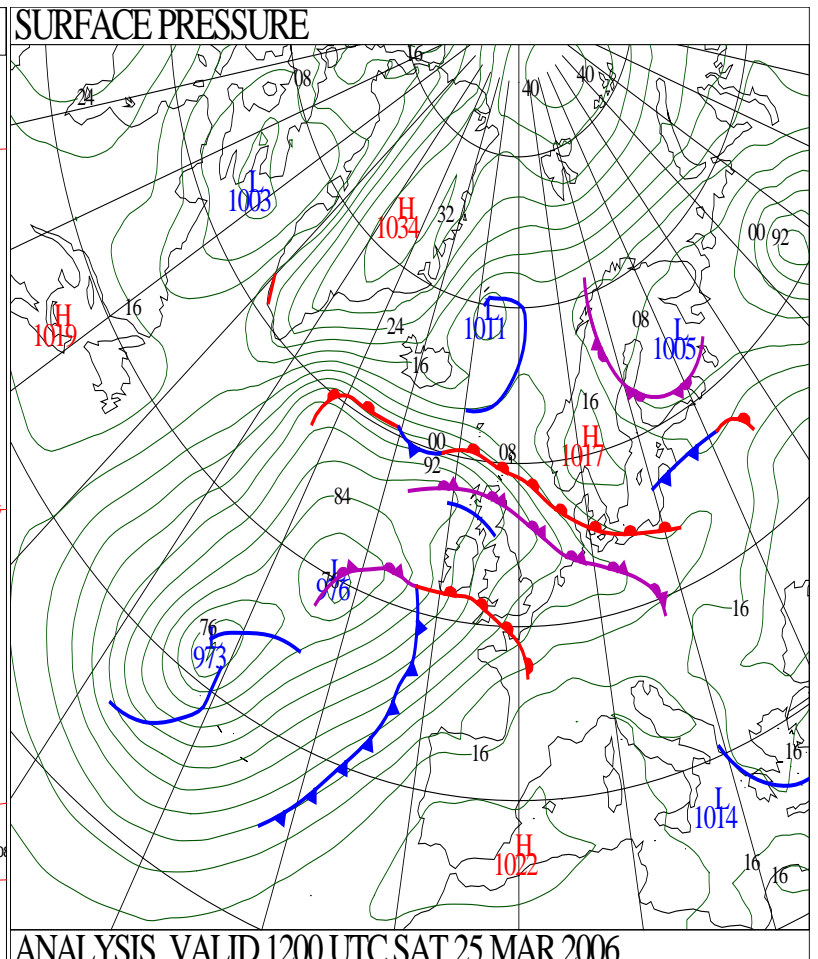 SURFACE PRESSURE
16
08
40
40
24
L
1003
H
1034
32
00
92
H
1019
16
24
L
1011
08
L
1005
16
16
H
1017
00
08
92
84
L
976
16
76
L
973
16
16
L
1014
H
1022
16
16
ANALYSIS VALID 1200 UTC SAT 25 MAR 2006